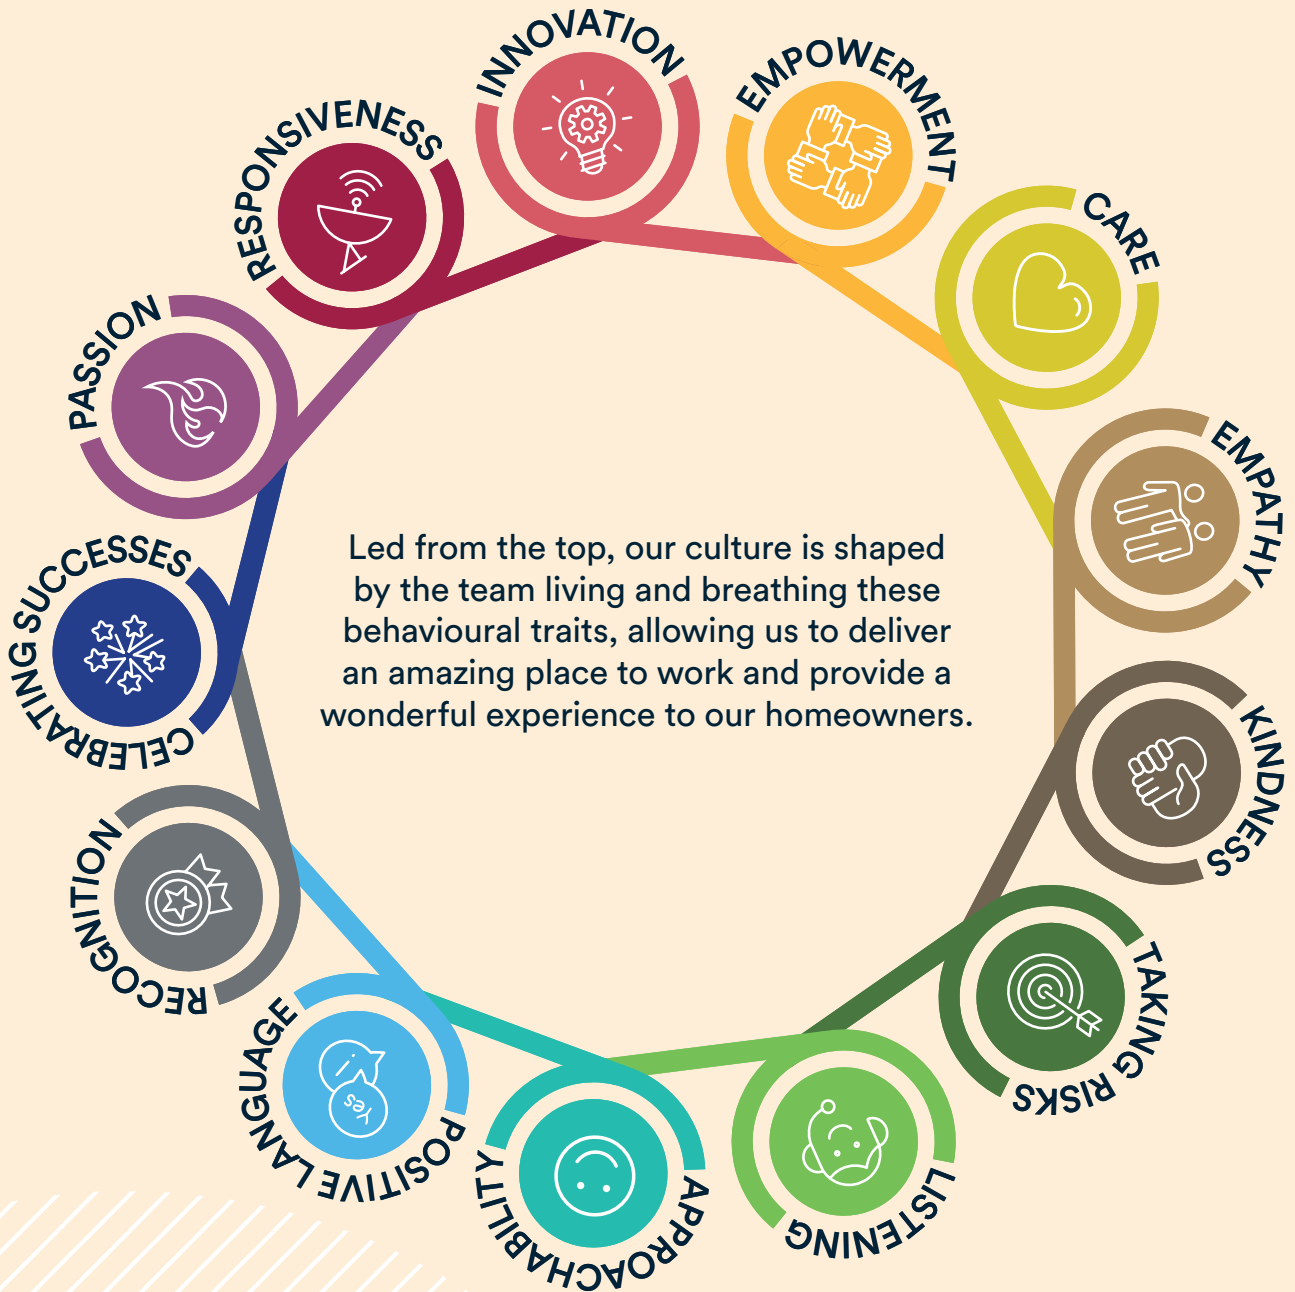 INNOVATION
EMPOWERMENT
CARE
EMPATHY
KINDNESS
TAKING RISKS
LISTENING
APPROACHABILITY
POSITIVE LANGUAGE
Yes
RECOGNITION
CELEBRATING SUCCESSES
PASSION
RESPONSIVENESS
Led from the top, our culture is shaped
by the team living and breathing these
behavioural traits, allowing us to deliver
an amazing place to work and provide a
wonderful experience to our homeowners.